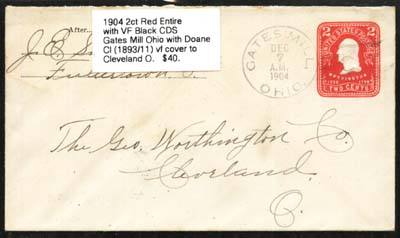 1904 2ct Red Entire
with VF Black CDS
Gates Mill Ohio with Doane
Cl (1893/11) vf cover to
Cleveland O. $40.
After
J. E.
GATES MILL
DEC
7
A.M.
1904
OHIO.
UNITED STATES POSTAGE
2 2
WASHINGTON
TWO CENTS
The Geo. Worthington Co.
Cleveland
O.